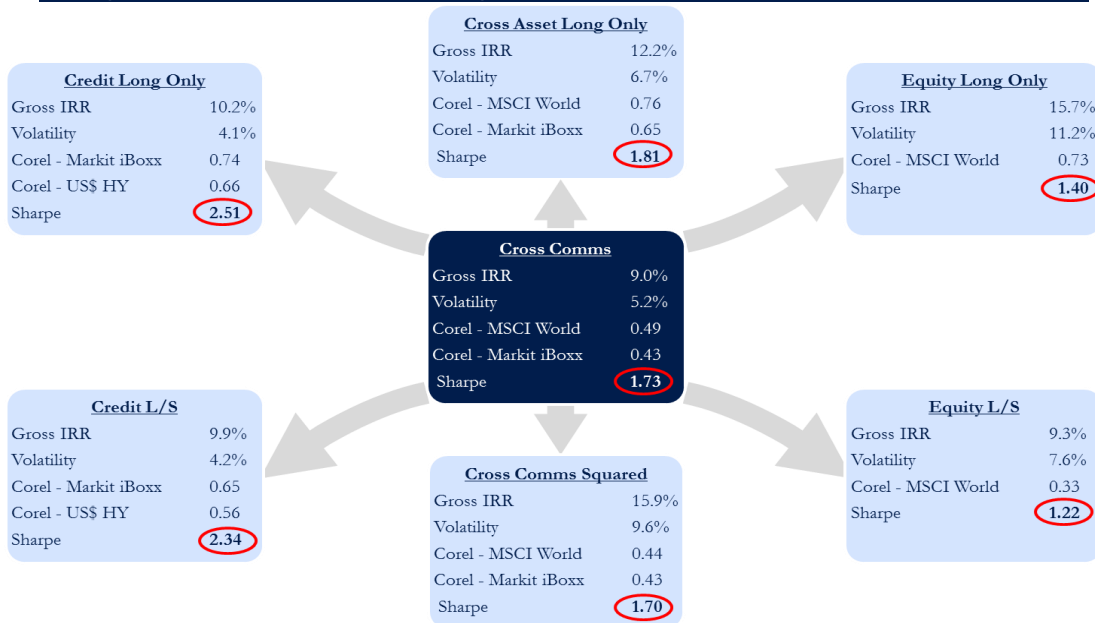 Cross Asset Long Only
Gross IRR 12.2%
Volatility 6.7%
Corel - MSCI World 0.76
Corel - Markit iBoxx 0.65
Sharpe 1.81
Credit Long Only
Gross IRR 10.2%
Volatility 4.1%
Corel - Markit iBoxx 0.74
Corel - US$ HY 0.66
Sharpe 2.51
Equity Long Only
Gross IRR 15.7%
Volatility 11.2%
Corel - MSCI World 0.73
Sharpe 1.40
Cross Comms
Gross IRR 9.0%
Volatility 5.2%
Corel - MSCI World 0.49
Corel - Markit iBoxx 0.43
Sharpe 1.73
Credit L/S
Gross IRR 9.9%
Volatility 4.2%
Corel - Markit iBoxx 0.65
Corel - US$ HY 0.56
Sharpe 2.34
Cross Comms Squared
Gross IRR 15.9%
Volatility 9.6%
Corel - MSCI World 0.44
Corel - Markit iBoxx 0.43
Sharpe 1.70
Equity L/S
Gross IRR 9.3%
Volatility 7.6%
Corel - MSCI World 0.33
Sharpe 1.22